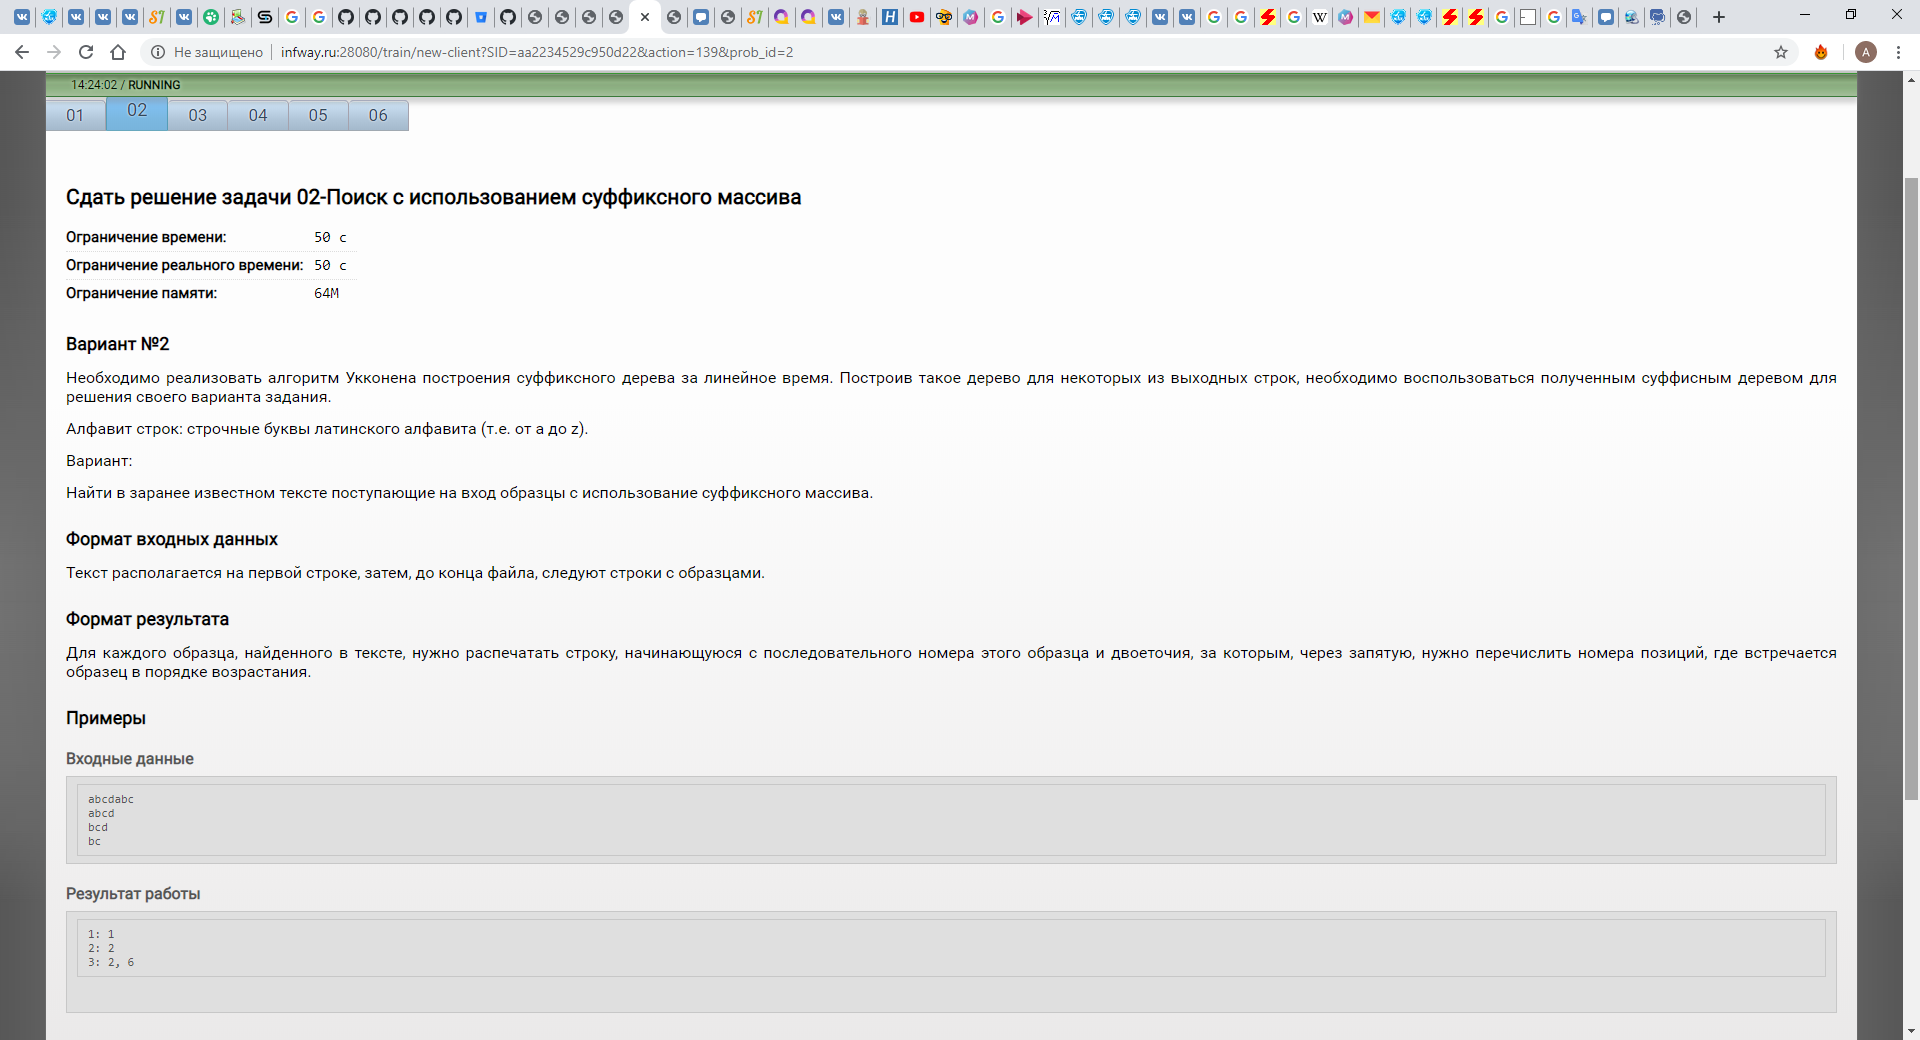 Не защищено
infway.ru:28080/train/new-client?SID=aa2234529c950d22&action=139&prob_id=2
A
14:24:02 / RUNNING
01 02 03 04 05 06
Сдать решение задачи 02-Поиск с использованием суффиксного массива
Ограничение времени: 50 с
Ограничение реального времени: 50 с
Ограничение памяти: 64M
Вариант №2
Необходимо реализовать алгоритм Укконена построения суффиксного дерева за линейное время. Построив такое дерево для некоторых из выходных строк, необходимо воспользоваться полученным суффисным деревом для
решения своего варианта задания.
Алфавит строк: строчные буквы латинского алфавита (т.е. от a до z).
Вариант:
Найти в заранее известном тексте поступающие на вход образцы с использование суффиксного массива.
Формат входных данных
Текст располагается на первой строке, затем, до конца файла, следуют строки с образцами.
Формат результата
Для каждого образца, найденного в тексте, нужно распечатать строку, начинающуюся с последовательного номера этого образца и двоеточия, за которым, через запятую, нужно перечислить номера позиций, где встречается
образец в порядке возрастания.
Примеры
Входные данные
abcdabc
abcd
bcd
bc
Результат работы
1: 1
2: 2
3: 2, 6